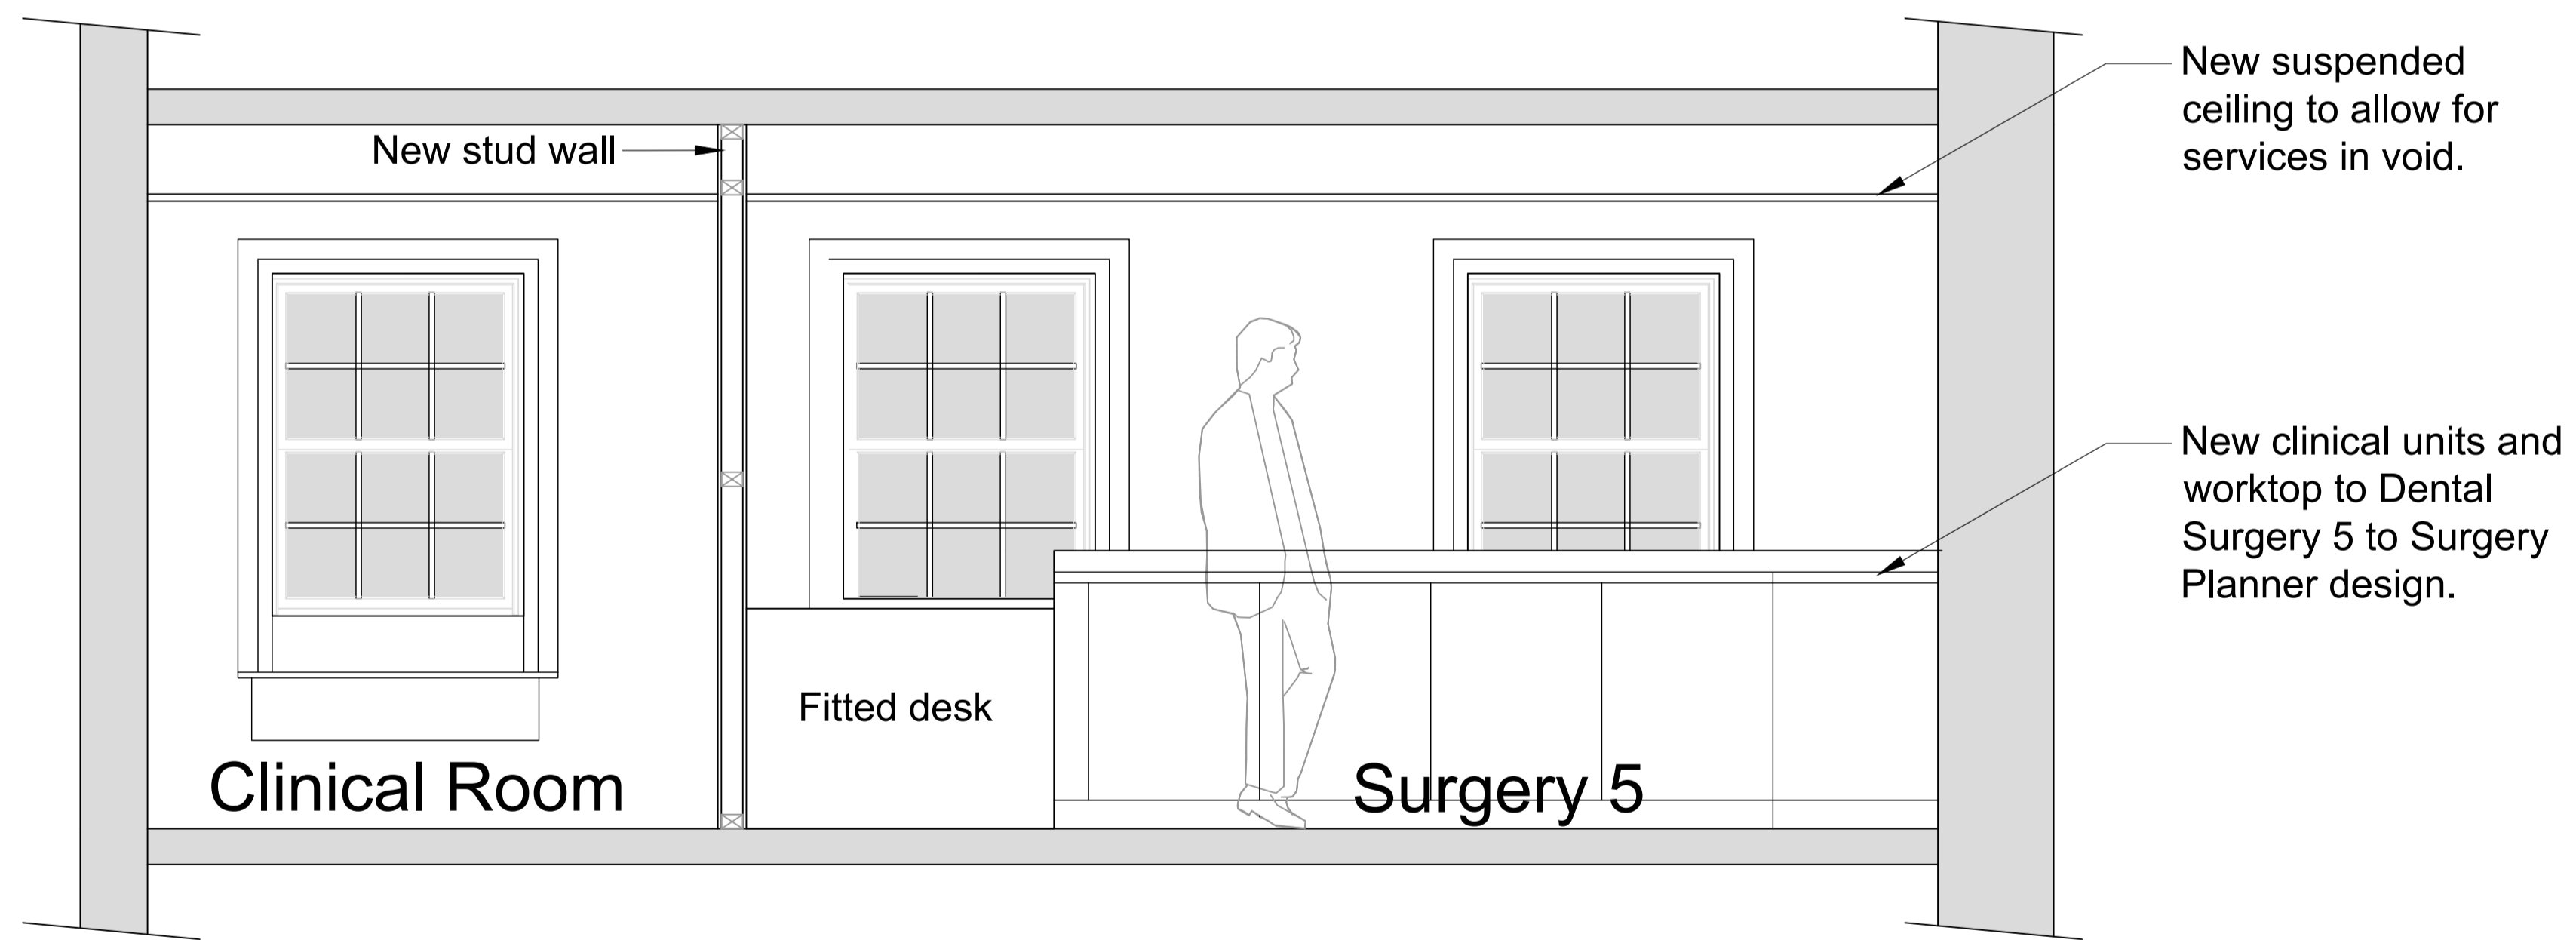 New suspended
ceiling to allow for
services in void.
New stud wall
New clinical units and
worktop to Dental
Surgery 5 to Surgery
Planner design.
Fitted desk
Clinical Room
Surgery 5